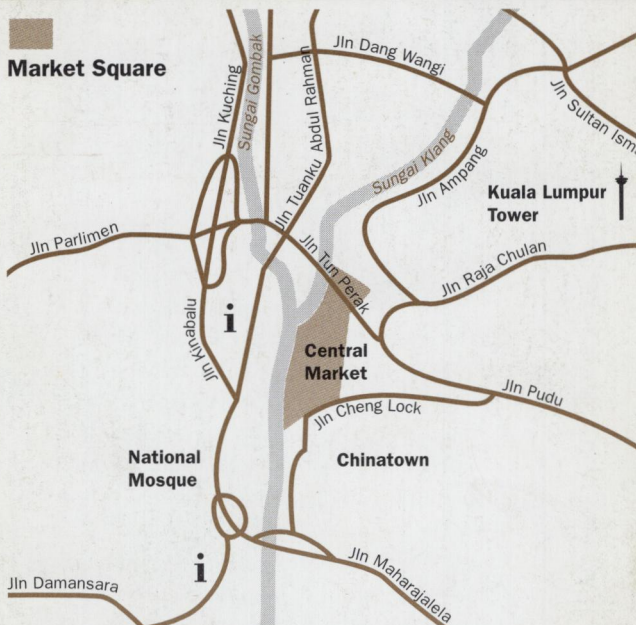 Market Square
Jln Dang Wangi
Jln Kuching
Sungai Gombak
Jln Tuanku Abdul Rahman
Jln Sultan Ism
Sungai Klang
Jln Ampang
Kuala Lumpur
Tower
Jln Parlimen
Jln Tun Perak
Jln Raja Chulan
i
Jln Kinabalu
Central
Market
Jln Pudu
Jln Cheng Lock
National
Mosque
Chinatown
i
Jln Maharajalela
Jln Damansara